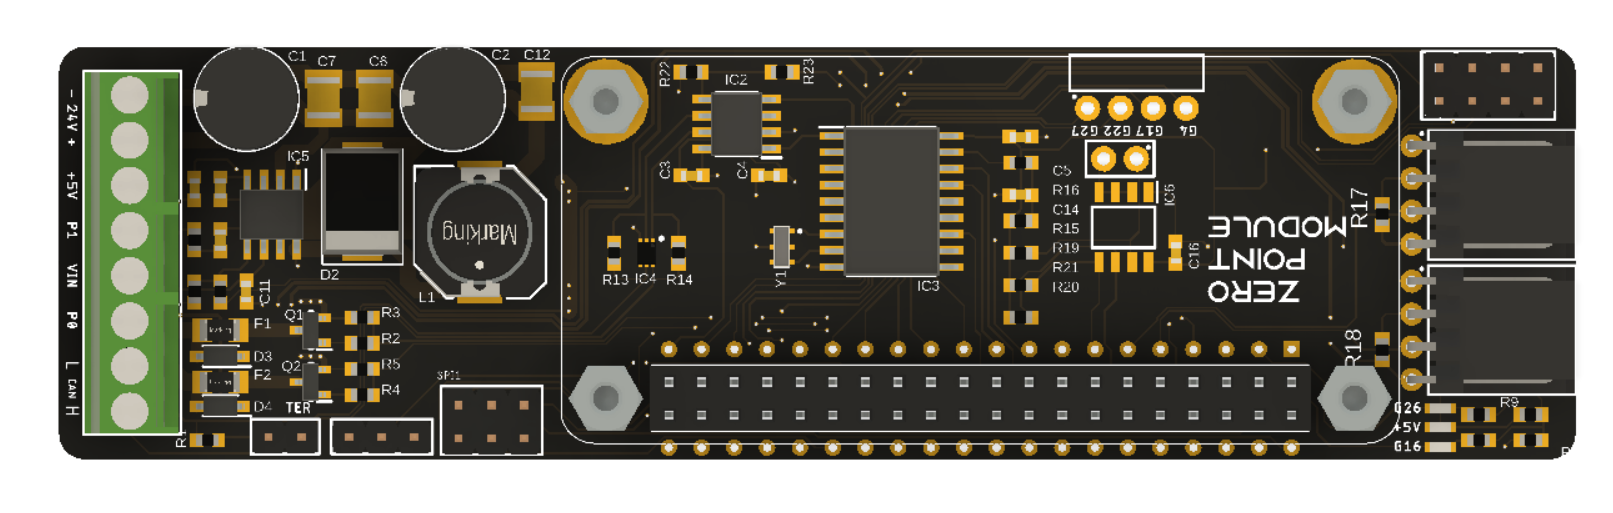 - 24V +
+5V
P1
VIN
P0
L CAN H
C1
C7
C6
C2
C12
IC5
D2
L1
Marking
C11
F1
D3
F2
D4
Q1
Q2
R3
R2
R5
R4
TER
SPI1
R22
IC2
R23
C3
C4
R13
IC4
R14
Y1
IC3
G27 G22 G17 G4
C5
R16
C14
R15
R19
R21
R20
IC6
C16
ZERO
POINT
MODULE
R17
R18
G26
+5V
G16
R9